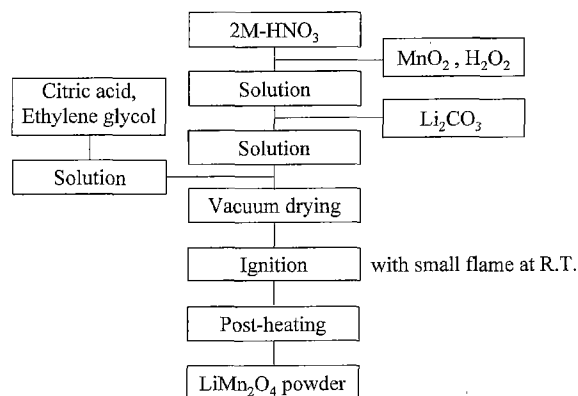 2M-HNO₃
MnO₂ , H₂O₂
Solution
Citric acid,
Ethylene glycol
Li₂CO₃
Solution
Solution
Vacuum drying
Ignition
with small flame at R.T.
Post-heating
LiMn₂O₄ powder